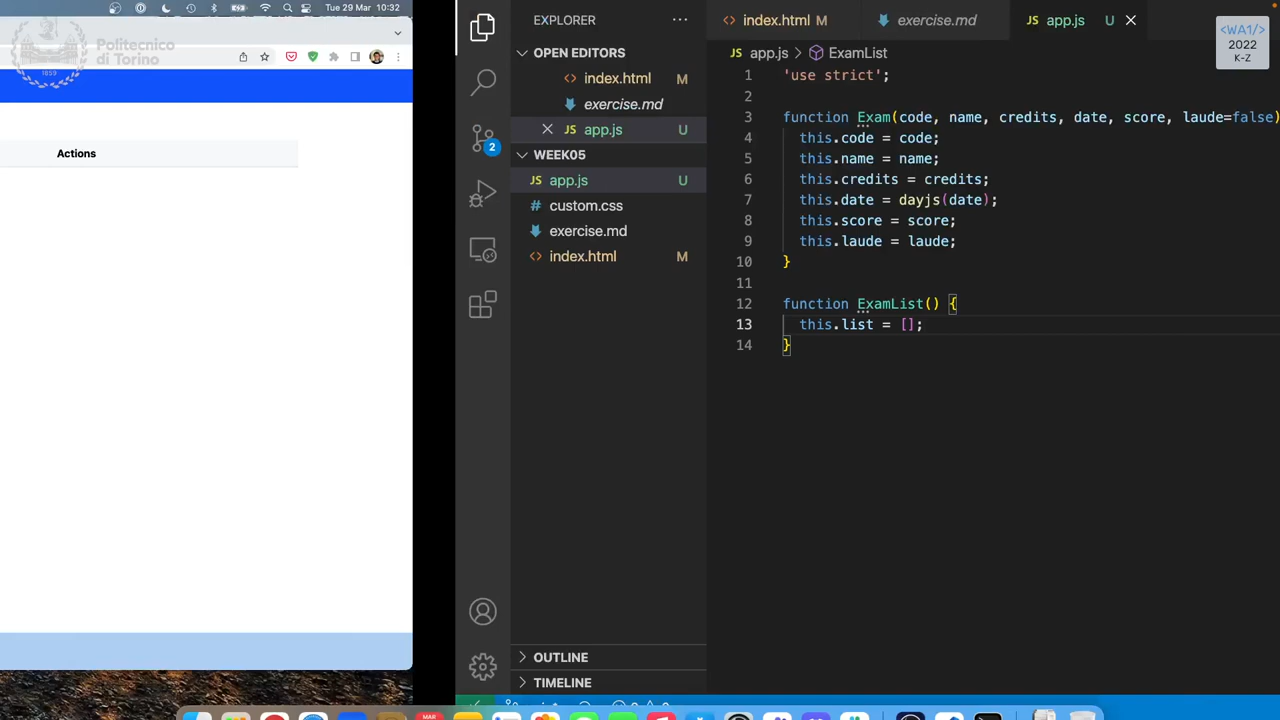 Tue 29 Mar 10:32
Politecnico
di Torino
1859
Actions
EXPLORER
OPEN EDITORS
index.html M
exercise.md
app.js U
WEEK05
app.js U
custom.css
exercise.md
index.html M
OUTLINE
TIMELINE
index.html M
exercise.md
app.js U
app.js > ExamList
1 'use strict';
2
3 function Exam(code, name, credits, date, score, laude=false)
4 this.code = code;
5 this.name = name;
6 this.credits = credits;
7 this.date = dayjs(date);
8 this.score = score;
9 this.laude = laude;
10 }
11
12 function ExamList() {
13 this.list = [];
14 }
<WA1/>
2022
K-Z
2
MAR